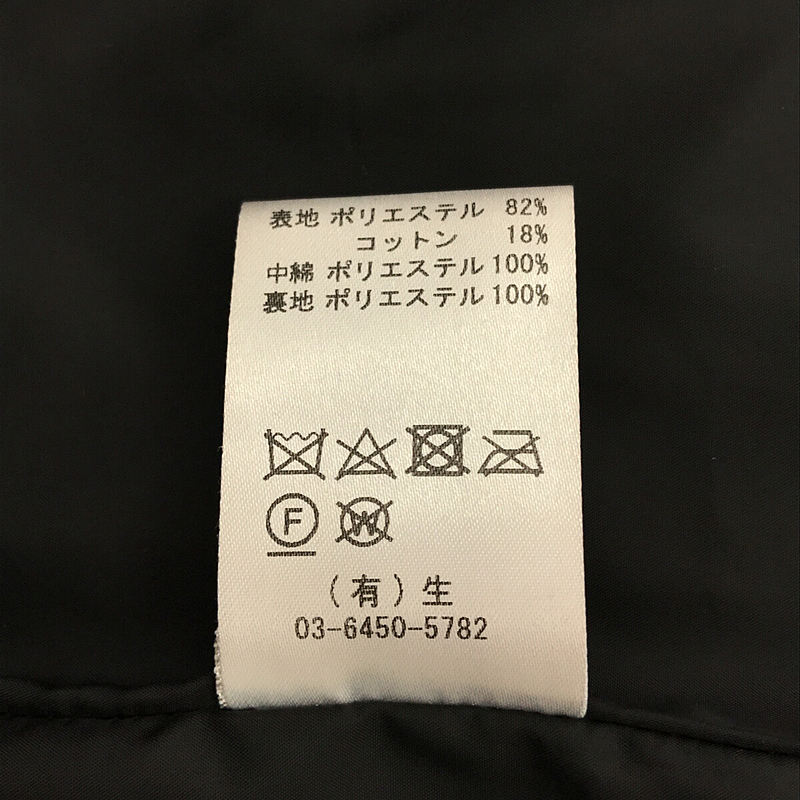 表地 ポリエステル 82%
コットン 18%
中綿 ポリエステル 100%
裏地 ポリエステル 100%
F W
(有)生
03-6450-5782